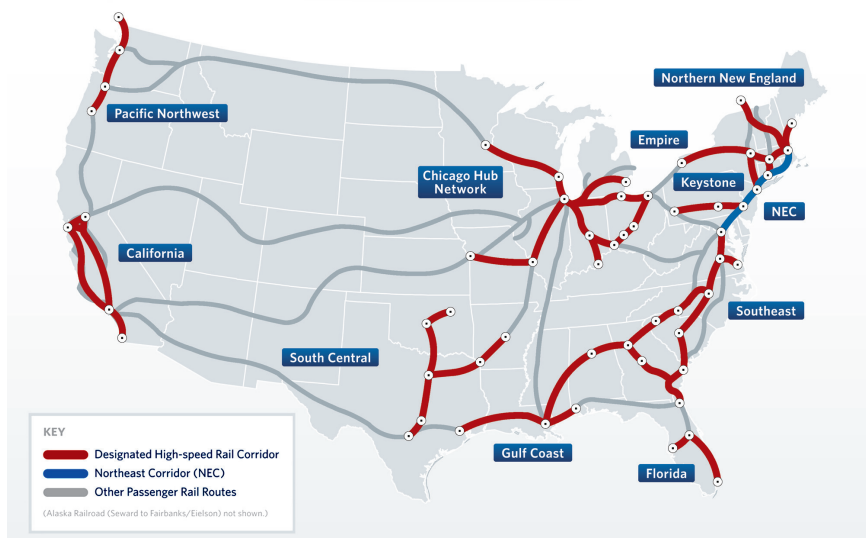 Northern New England
Pacific Northwest
Empire
Chicago Hub
Network
Keystone
NEC
California
Southeast
South Central
Gulf Coast
Florida
KEY
Designated High-speed Rail Corridor
Northeast Corridor (NEC)
Other Passenger Rail Routes
(Alaska Railroad (Seward to Fairbanks/Eielson) not shown.)